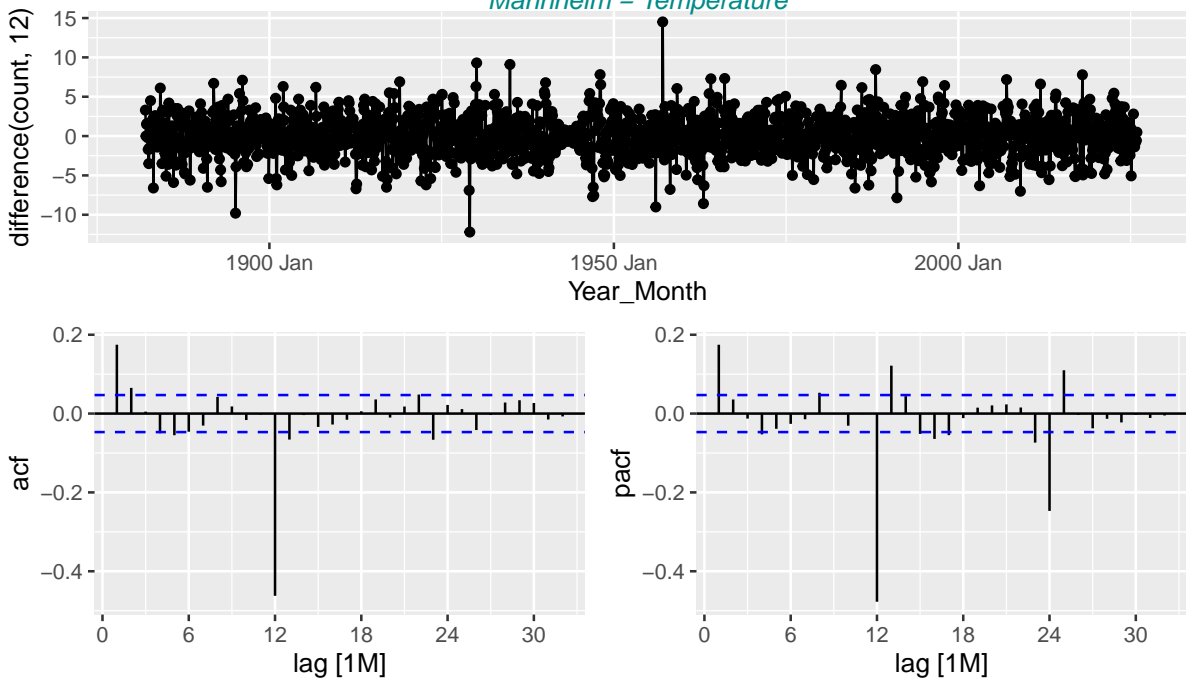 Mannheim – Temperature
difference(count, 12)
15
10
5
0
−5
−10
1900 Jan
1950 Jan
2000 Jan
Year_Month
acf
0.2
0.0
−0.2
−0.4
0
6
12
18
24
30
lag [1M]
pacf
0.2
0.0
−0.2
−0.4
0
6
12
18
24
30
lag [1M]